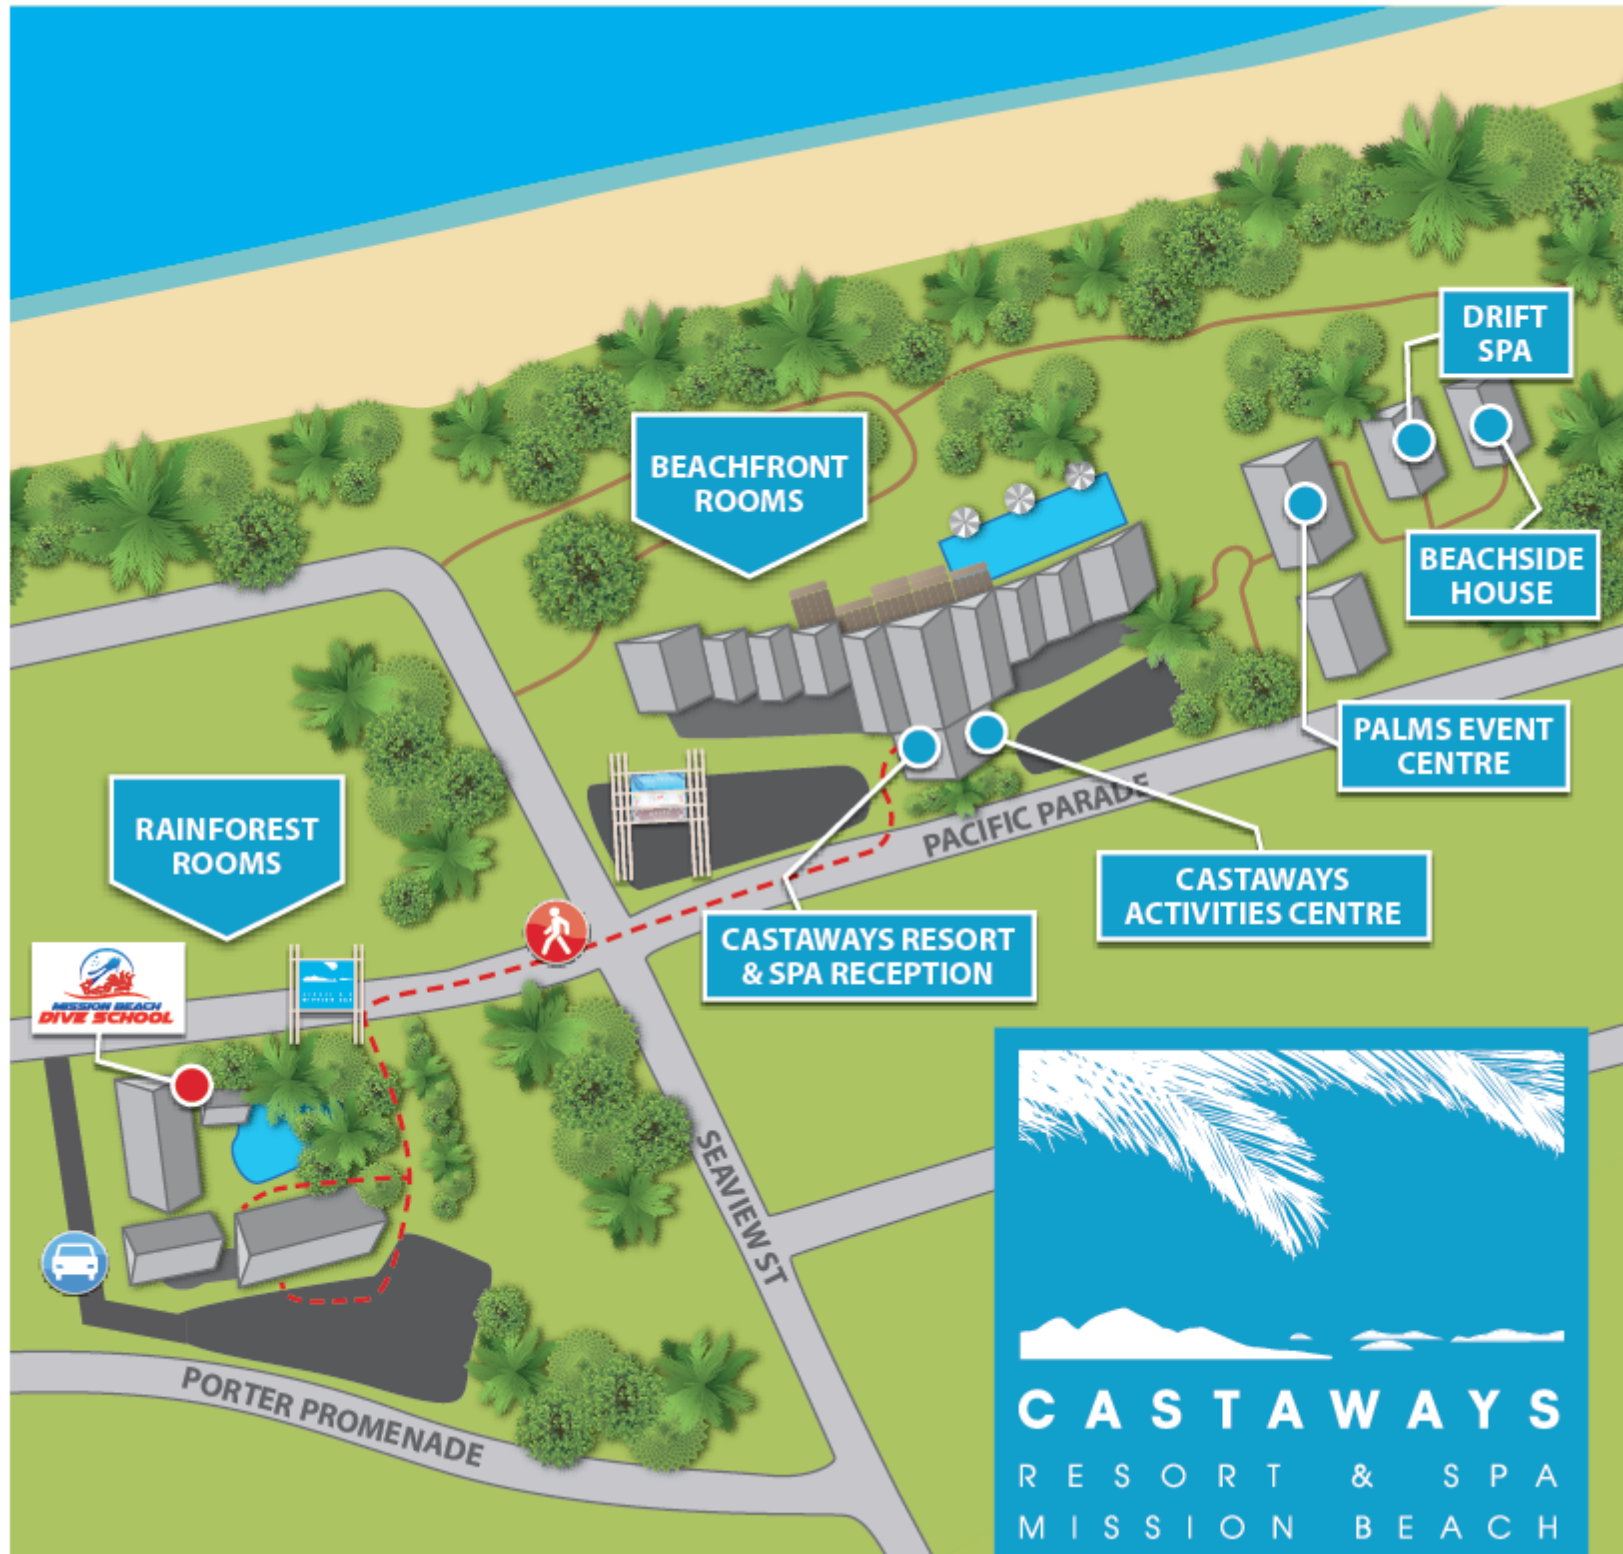 DRIFT
SPA
BEACHFRONT
ROOMS
BEACHSIDE
HOUSE
PALMS EVENT
CENTRE
PACIFIC PARADE
RAINFOREST
ROOMS
CASTAWAYS
ACTIVITIES CENTRE
CASTAWAYS RESORT
& SPA RECEPTION
MISSION BEACH
DIVE SCHOOL
SEAVIEW ST
PORTER PROMENADE
CASTAWAYS
RESORT & SPA
MISSION BEACH